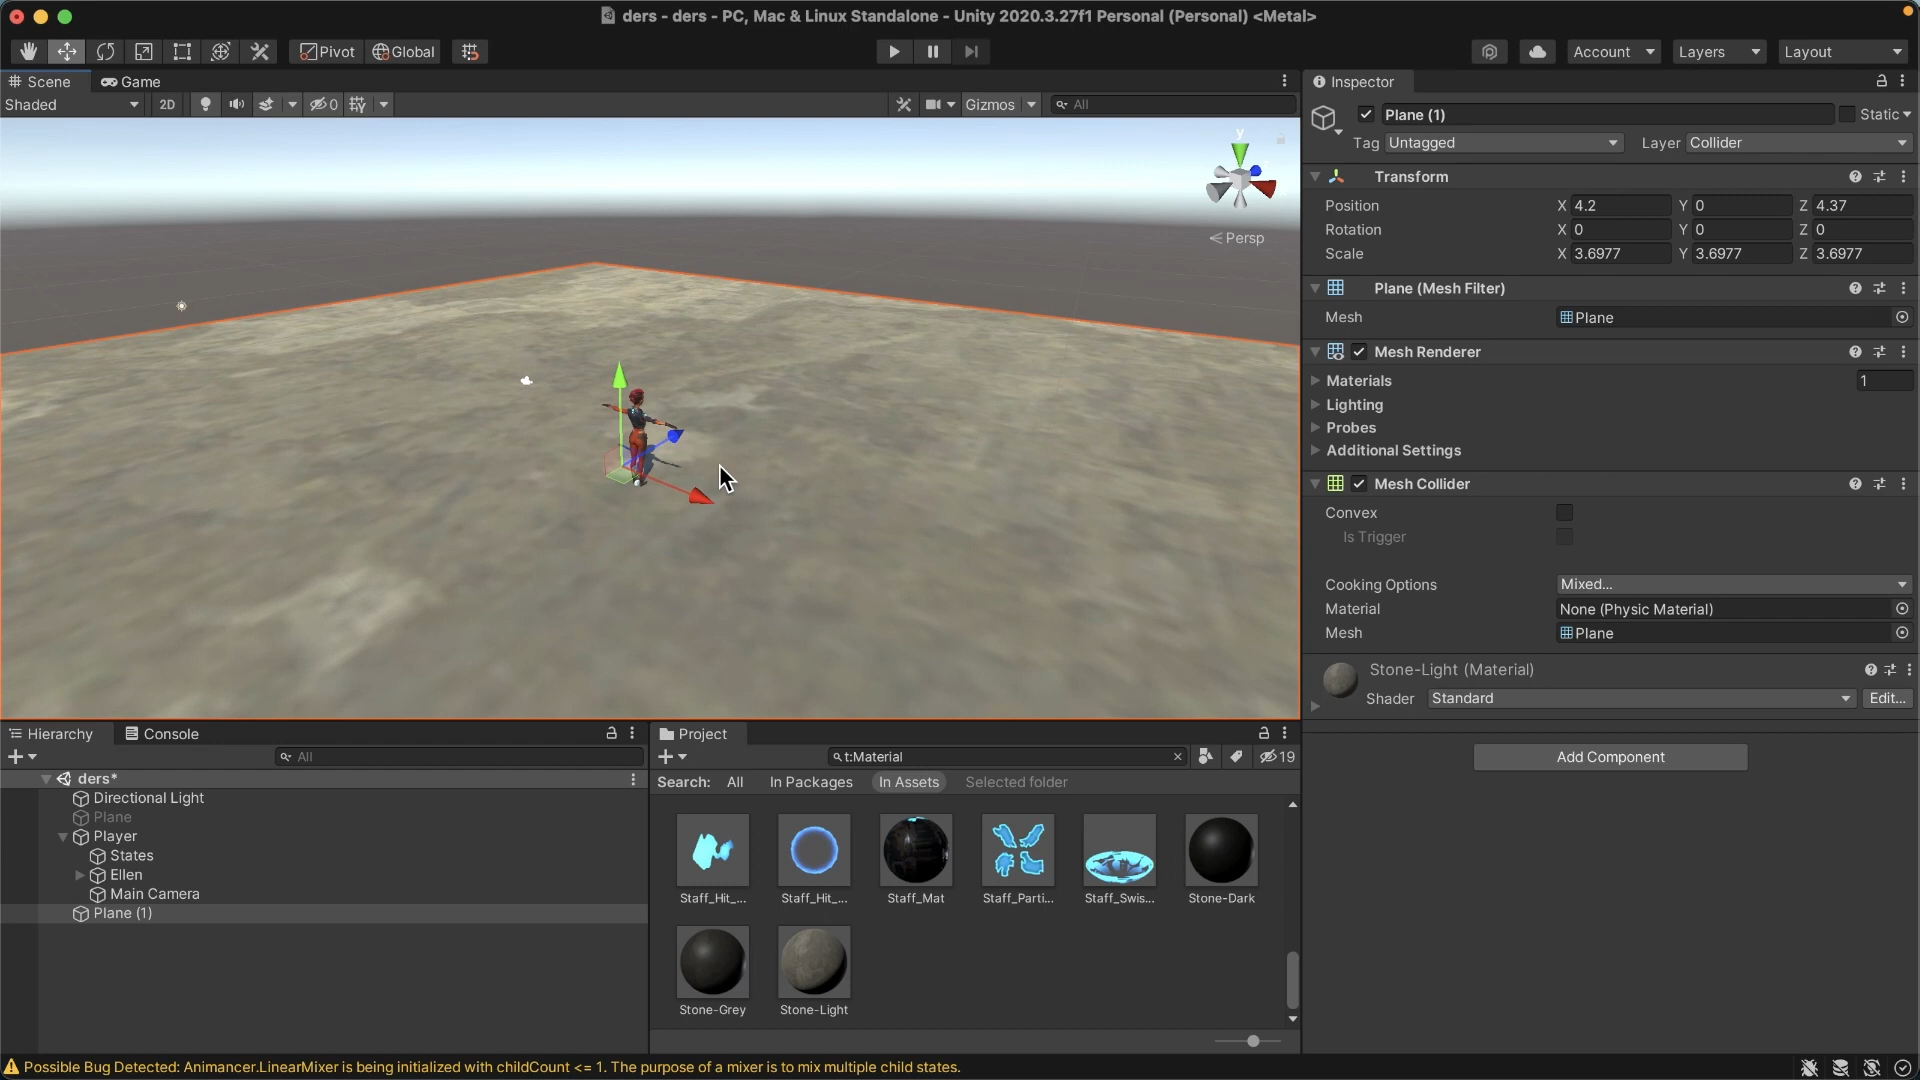 ders - ders - PC, Mac & Linux Standalone - Unity 2020.3.27f1 Personal (Personal) <Metal>
Pivot
Global
Account
Layers
Layout
Scene
Game
Shaded
2D
0
Gizmos
All
y
Persp
Inspector
Plane (1)
Static
Tag
Untagged
Layer
Collider
Transform
Position X 4.2 Y 0 Z 4.37
Rotation X 0 Y 0 Z 0
Scale X 3.6977 Y 3.6977 Z 3.6977
Plane (Mesh Filter)
Mesh
Plane
Mesh Renderer
Materials
1
Lighting
Probes
Additional Settings
Mesh Collider
Convex
Is Trigger
Cooking Options
Mixed...
Material
None (Physic Material)
Mesh
Plane
Stone-Light (Material)
Shader
Standard
Edit...
Add Component
Hierarchy
Console
All
ders*
Directional Light
Plane
Player
States
Ellen
Main Camera
Plane (1)
Project
t:Material
19
Search: All In Packages In Assets Selected folder
Staff_Hit_...
Staff_Hit_...
Staff_Mat
Staff_Parti...
Staff_Swis...
Stone-Dark
Stone-Grey
Stone-Light
Possible Bug Detected: Animancer.LinearMixer is being initialized with childCount <= 1. The purpose of a mixer is to mix multiple child states.